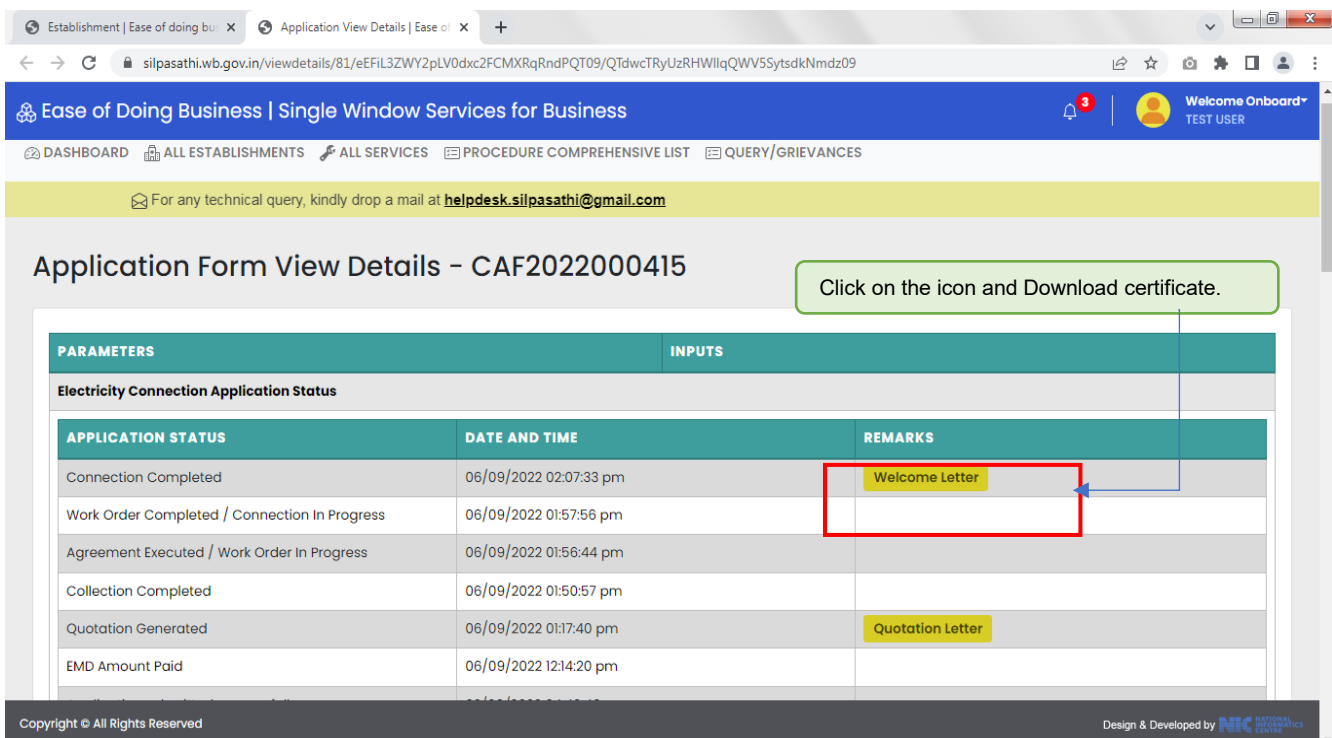 Establishment | Ease of doing bu
Application View Details | Ease of
silpasathi.wb.gov.in/viewdetails/81/eEFiL3ZWY2pLV0dxc2FCMXRqRndPQT09/QTdwcTRyUzRHWllqQWV5SytsdkNmdz09
Ease of Doing Business | Single Window Services for Business
3
Welcome Onboard
TEST USER
DASHBOARD ALL ESTABLISHMENTS ALL SERVICES PROCEDURE COMPREHENSIVE LIST QUERY/GRIEVANCES
For any technical query, kindly drop a mail at helpdesk.silpasathi@gmail.com
Application Form View Details - CAF2022000415
Click on the icon and Download certificate.
PARAMETERS INPUTS
Electricity Connection Application Status
APPLICATION STATUS DATE AND TIME REMARKS
Connection Completed 06/09/2022 02:07:33 pm Welcome Letter
Work Order Completed / Connection In Progress 06/09/2022 01:57:56 pm
Agreement Executed / Work Order In Progress 06/09/2022 01:56:44 pm
Collection Completed 06/09/2022 01:50:57 pm
Quotation Generated 06/09/2022 01:17:40 pm Quotation Letter
EMD Amount Paid 06/09/2022 12:14:20 pm
Copyright © All Rights Reserved
Design & Developed by NIC NATIONAL INFORMATICS CENTRE